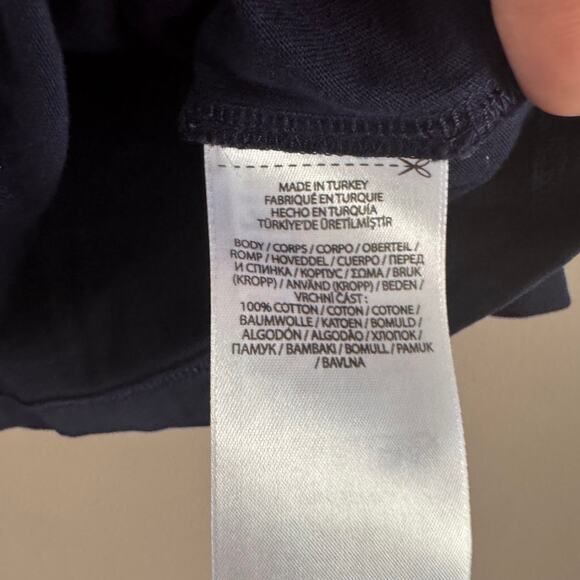 MADE IN TURKEY
FABRIQUÉ EN TURQUIE
HECHO EN TURQUÍA
TÜRKİYE'DE ÜRETİLMİŞTİR
BODY / CORPS / CORPO / OBERTEIL /
ROMP / HOVEDDEL / CUERPO / ПЕРЕД
И СПИНКА / КОРПУС / ΣΩΜΑ / BRUK
(KROPP) / ANVÄND (KROPP) / BEDEN /
VRCHNÍ ČÁST :
100% COTTON / COTON / COTONE /
BAUMWOLLE / KATOEN / BOMULD /
ALGODÓN / ALGODÃO / ХЛОПОК /
ПАМУК / BAMBAKI / BOMULL / PAMUK
/ BAVLNA